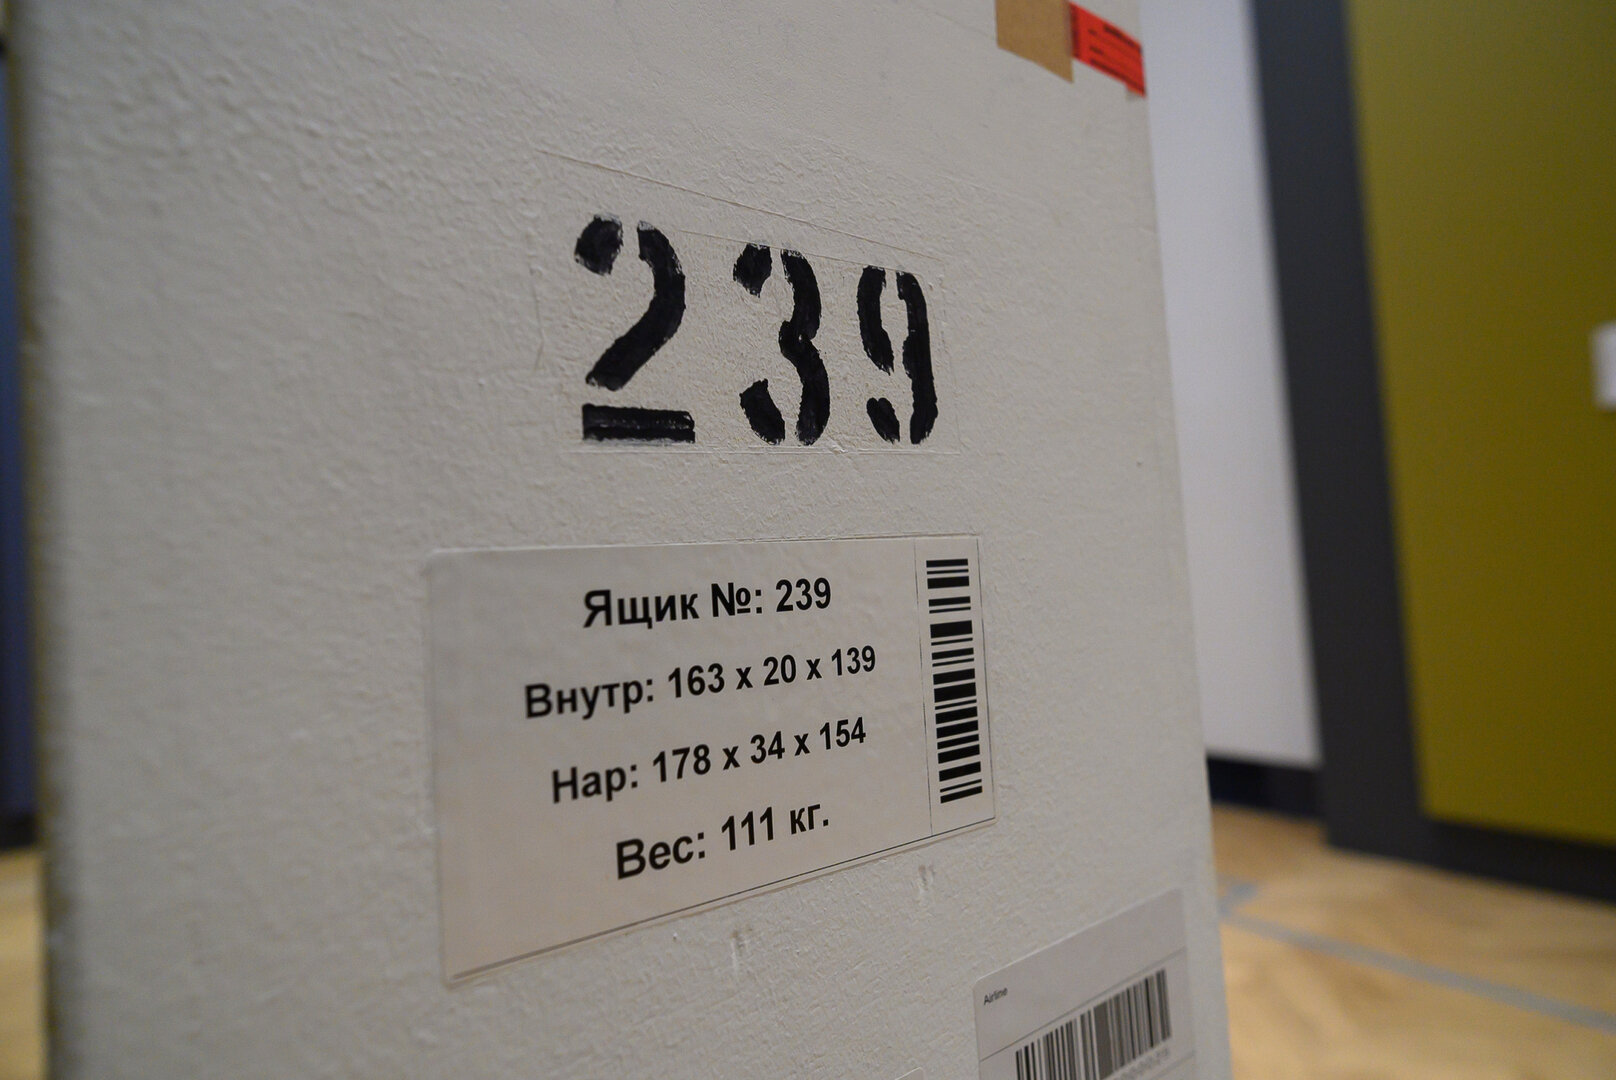 239
Ящик №: 239
Внутр: 163 x 20 x 139
Нар: 178 x 34 x 154
Вес: 111 кг.
Airline